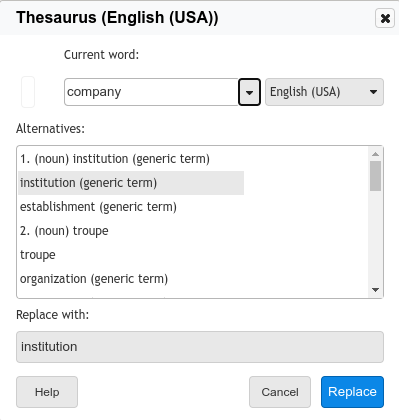 Thesaurus (English (USA))
Current word:
company English (USA)
Alternatives:
1. (noun) institution (generic term)
institution (generic term)
establishment (generic term)
2. (noun) troupe
troupe
organization (generic term)
Replace with:
institution
Help Cancel Replace